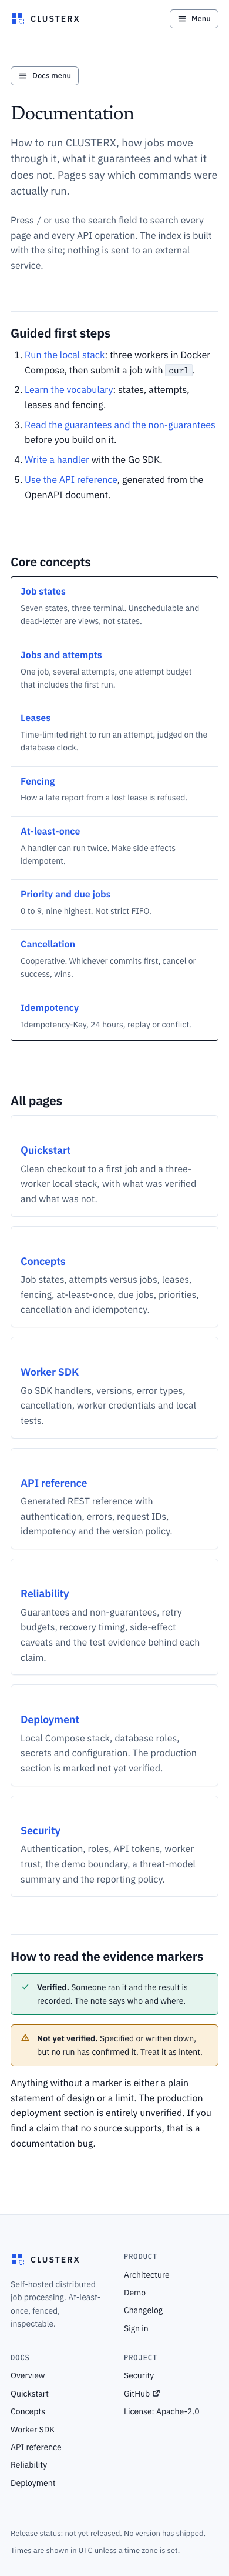 CLUSTERX
Menu
Docs menu
Documentation
How to run CLUSTERX, how jobs move
through it, what it guarantees and what it
does not. Pages say which commands were
actually run.
Press / or use the search field to search every
page and every API operation. The index is built
with the site; nothing is sent to an external
service.
Guided first steps
1. Run the local stack: three workers in Docker
Compose, then submit a job with curl.
2. Learn the vocabulary: states, attempts,
leases and fencing.
3. Read the guarantees and the non-guarantees
before you build on it.
4. Write a handler with the Go SDK.
5. Use the API reference, generated from the
OpenAPI document.
Core concepts
Job states
Seven states, three terminal. Unschedulable and
dead-letter are views, not states.
Jobs and attempts
One job, several attempts, one attempt budget
that includes the first run.
Leases
Time-limited right to run an attempt, judged on the
database clock.
Fencing
How a late report from a lost lease is refused.
At-least-once
A handler can run twice. Make side effects
idempotent.
Priority and due jobs
0 to 9, nine highest. Not strict FIFO.
Cancellation
Cooperative. Whichever commits first, cancel or
success, wins.
Idempotency
Idempotency-Key, 24 hours, replay or conflict.
All pages
Quickstart
Clean checkout to a first job and a three-
worker local stack, with what was verified
and what was not.
Concepts
Job states, attempts versus jobs, leases,
fencing, at-least-once, due jobs, priorities,
cancellation and idempotency.
Worker SDK
Go SDK handlers, versions, error types,
cancellation, worker credentials and local
tests.
API reference
Generated REST reference with
authentication, errors, request IDs,
idempotency and the version policy.
Reliability
Guarantees and non-guarantees, retry
budgets, recovery timing, side-effect
caveats and the test evidence behind each
claim.
Deployment
Local Compose stack, database roles,
secrets and configuration. The production
section is marked not yet verified.
Security
Authentication, roles, API tokens, worker
trust, the demo boundary, a threat-model
summary and the reporting policy.
How to read the evidence markers
Verified. Someone ran it and the result is
recorded. The note says who and where.
Not yet verified. Specified or written down,
but no run has confirmed it. Treat it as intent.
Anything without a marker is either a plain
statement of design or a limit. The production
deployment section is entirely unverified. If you
find a claim that no source supports, that is a
documentation bug.
CLUSTERX
Self-hosted distributed
job processing. At-least-
once, fenced,
inspectable.
PRODUCT
Architecture
Demo
Changelog
Sign in
DOCS
Overview
Quickstart
Concepts
Worker SDK
API reference
Reliability
Deployment
PROJECT
Security
GitHub
License: Apache-2.0
Release status: not yet released. No version has shipped.
Times are shown in UTC unless a time zone is set.